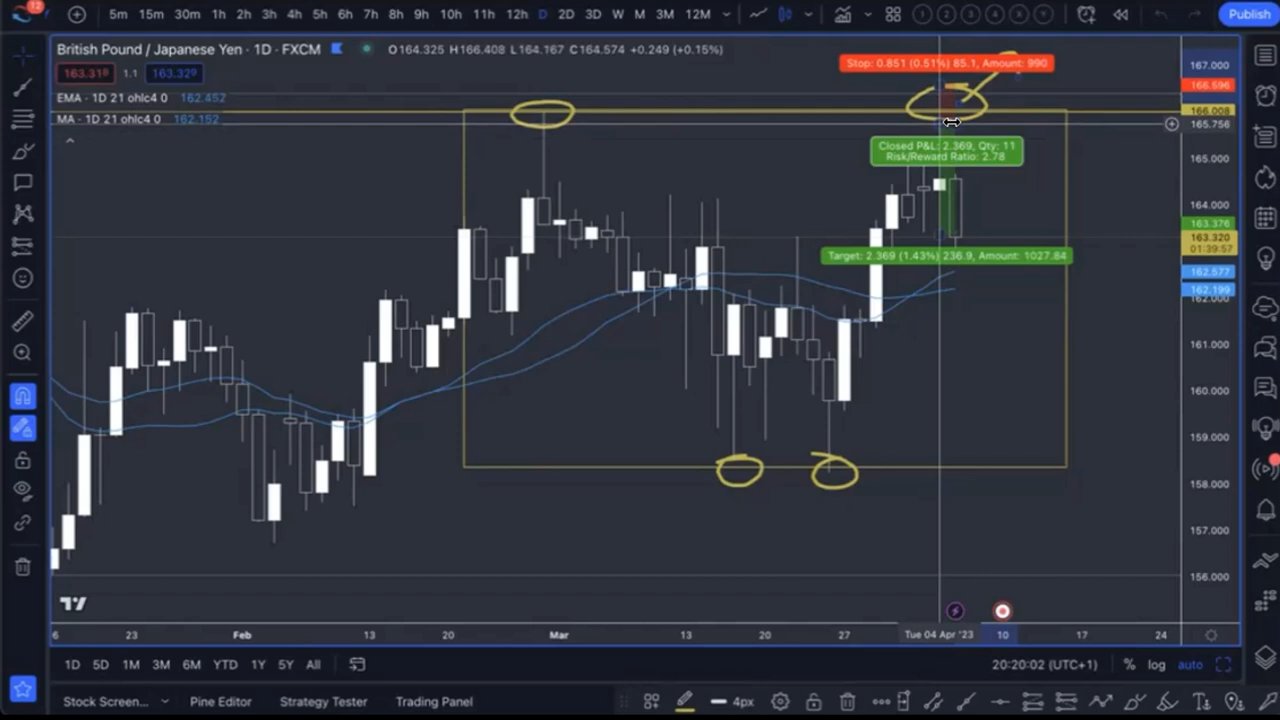 12
5m 15m 30m 1h 2h 3h 4h 5h 6h 7h 8h 9h 10h 11h 12h D 2D 3D W M 3M 12M
Publish
British Pound / Japanese Yen · 1D · FXCM O164.325 H166.408 L164.167 C164.574 +0.249 (+0.15%)
163.318 1.1 163.329
EMA · 1D 21 ohlc4 0 162.452
MA · 1D 21 ohlc4 0 162.152
Stop: 0.851 (0.51%) 85.1, Amount: 990
Closed P&L: 2.369, Qty: 11
Risk/Reward Ratio: 2.78
Target: 2.369 (1.43%) 236.9, Amount: 1027.84
167.000
166.596
166.008
165.756
165.000
164.000
163.376
163.320
01:39:57
162.577
162.199
162.000
161.000
160.000
159.000
158.000
157.000
156.000
6 23 Feb 13 20 Mar 13 20 27 Tue 04 Apr '23 10 17 24
1D 5D 1M 3M 6M YTD 1Y 5Y All 20:20:02 (UTC+1) % log auto
Stock Screen... Pine Editor Strategy Tester Trading Panel 4px